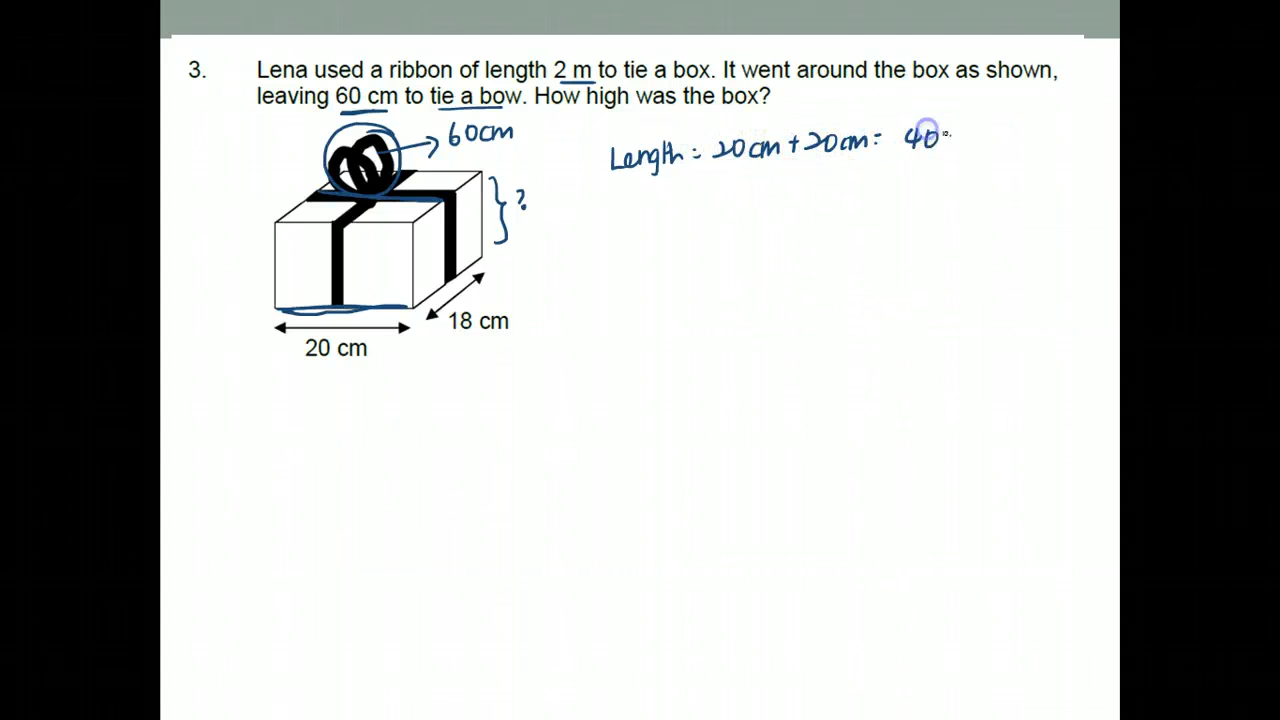 3. Lena used a ribbon of length 2 m to tie a box. It went around the box as shown,
leaving 60 cm to tie a bow. How high was the box?
60cm
Length = 20cm + 20cm = 40
?
18 cm
20 cm